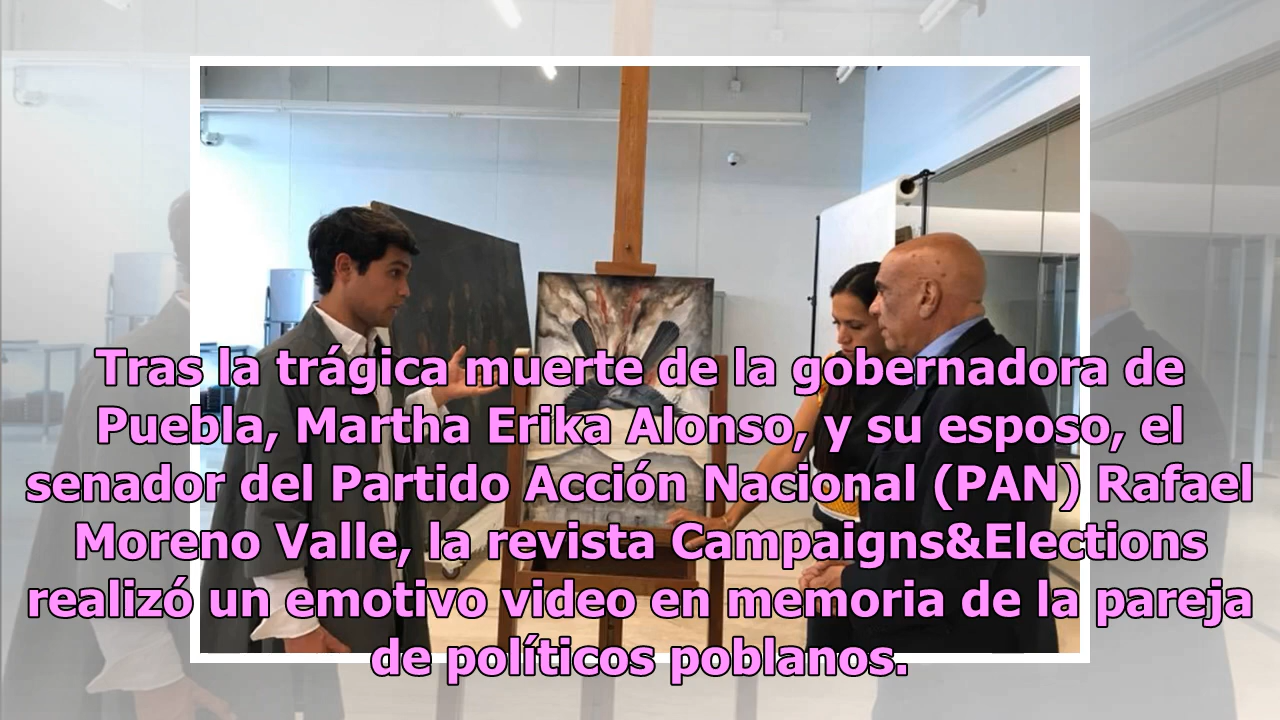 Tras la trágica muerte de la gobernadora de
Puebla, Martha Erika Alonso, y su esposo, el
senador del Partido Acción Nacional (PAN) Rafael
Moreno Valle, la revista Campaigns&Elections
realizó un emotivo video en memoria de la pareja
de políticos poblanos.